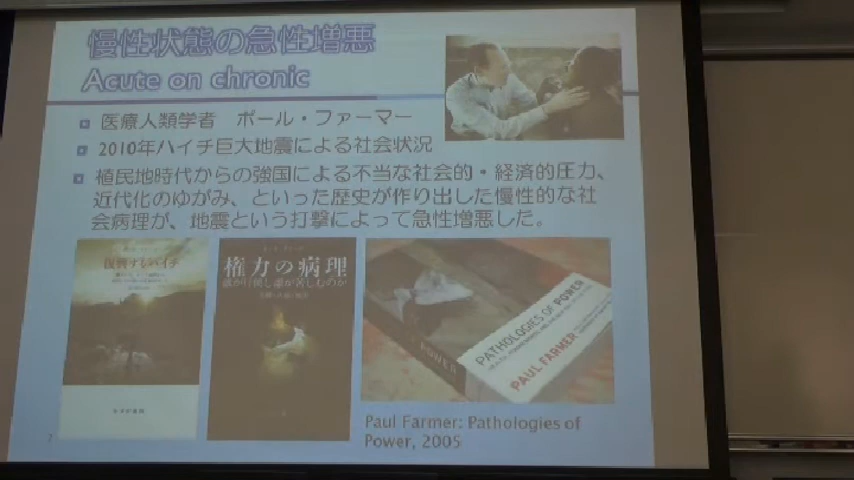 慢性状態の急性増悪
Acute on chronic
医療人類学者 ポール・ファーマー
2010年ハイチ巨大地震による社会状況
植民地時代からの強国による不当な社会的・経済的圧力、
近代化のゆがみ、といった歴史が作り出した慢性的な社
会病理が、地震という打撃によって急性増悪した。
復興するハイチ
権力の病理
誰が行使し誰が苦しむのか
みすず書房
POWER
PATHOLOGIES OF POWER
PAUL FARMER
Paul Farmer: Pathologies of
Power, 2005
7